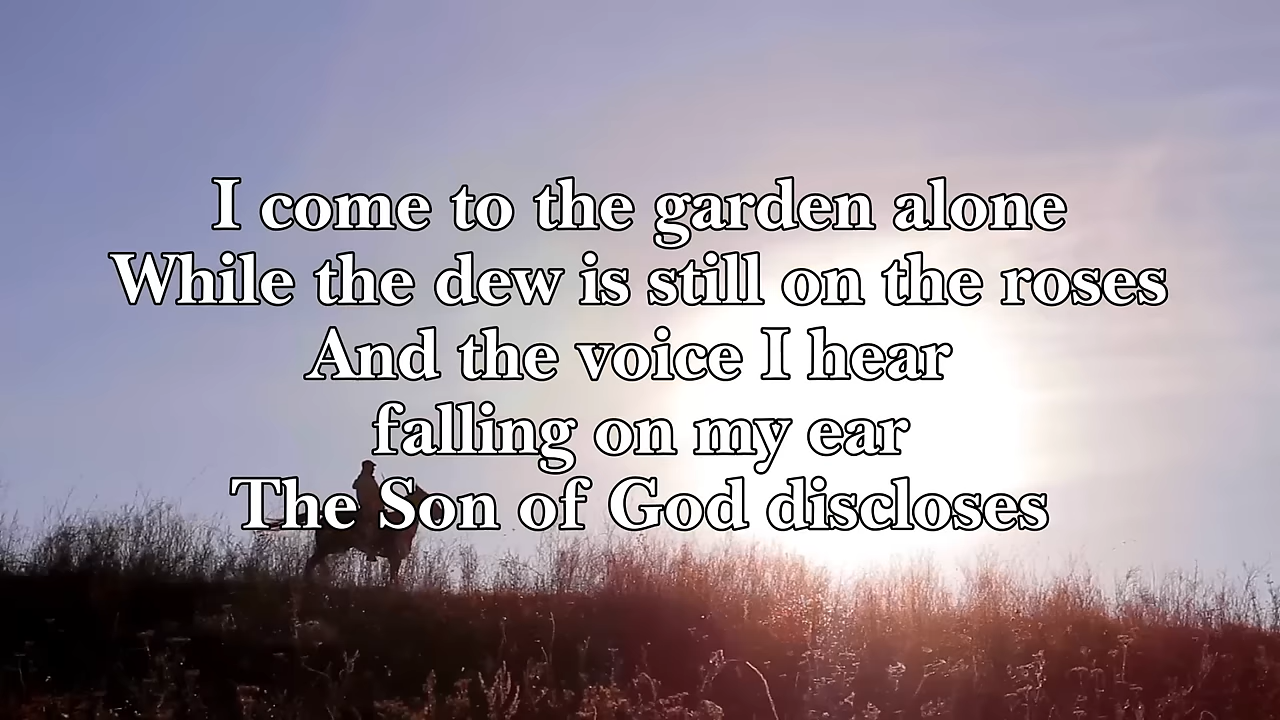 I come to the garden alone
While the dew is still on the roses
And the voice I hear
falling on my ear
The Son of God discloses